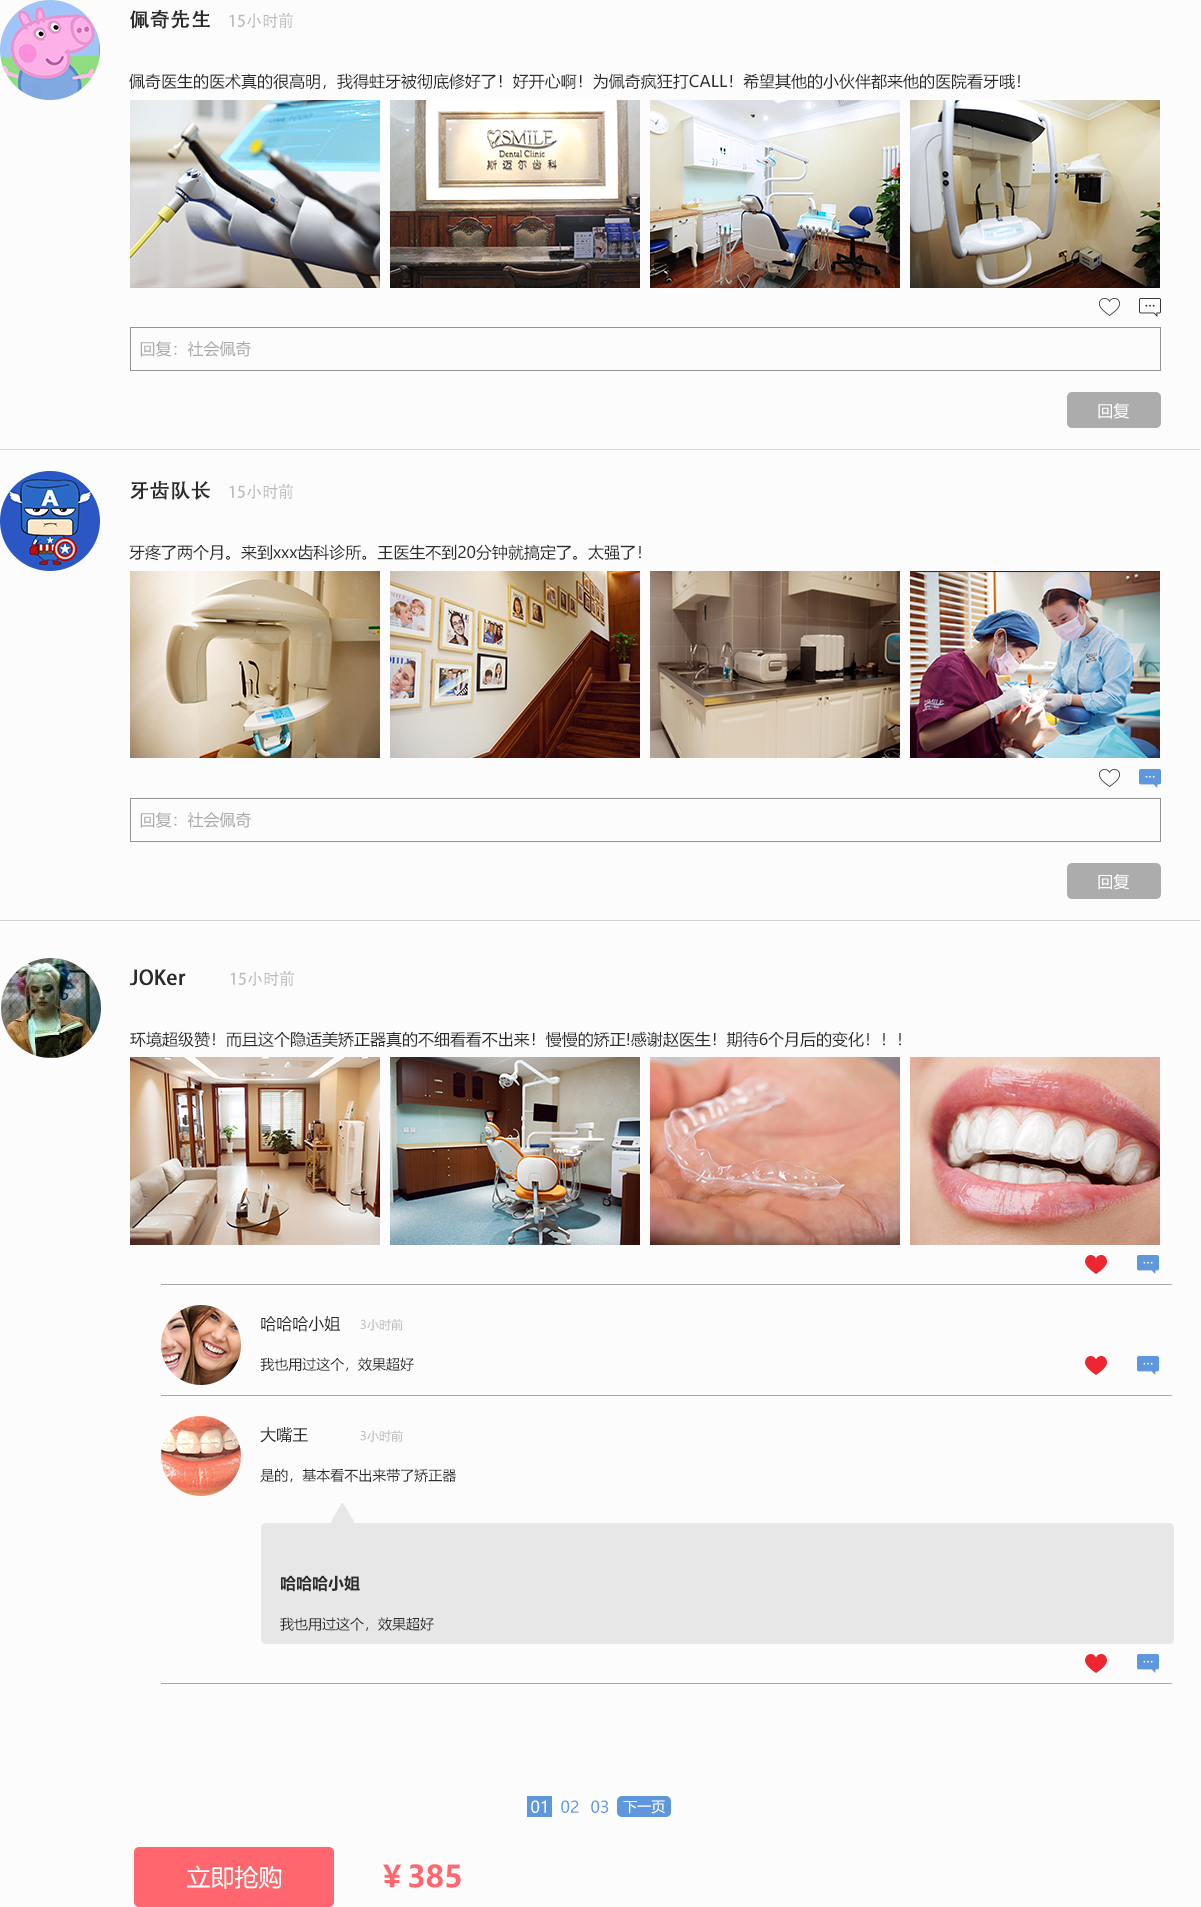 佩奇先生 15小时前
佩奇医生的医术真的很高明，我得蛀牙被彻底修好了！好开心啊！为佩奇疯狂打CALL！希望其他的小伙伴都来他的医院看牙哦！
SMILE
Dental Clinic
斯迈尔齿科
回复：社会佩奇
回复
A
牙齿队长 15小时前
牙疼了两个月。来到xxx齿科诊所。王医生不到20分钟就搞定了。太强了！
SMILE
回复：社会佩奇
回复
JOKer 15小时前
环境超级赞！而且这个隐适美矫正器真的不细看看不出来！慢慢的矫正!感谢赵医生！期待6个月后的变化！！！
哈哈哈小姐 3小时前
我也用过这个，效果超好
大嘴王 3小时前
是的，基本看不出来带了矫正器
哈哈哈小姐
我也用过这个，效果超好
01 02 03 下一页
立即抢购 ¥ 385